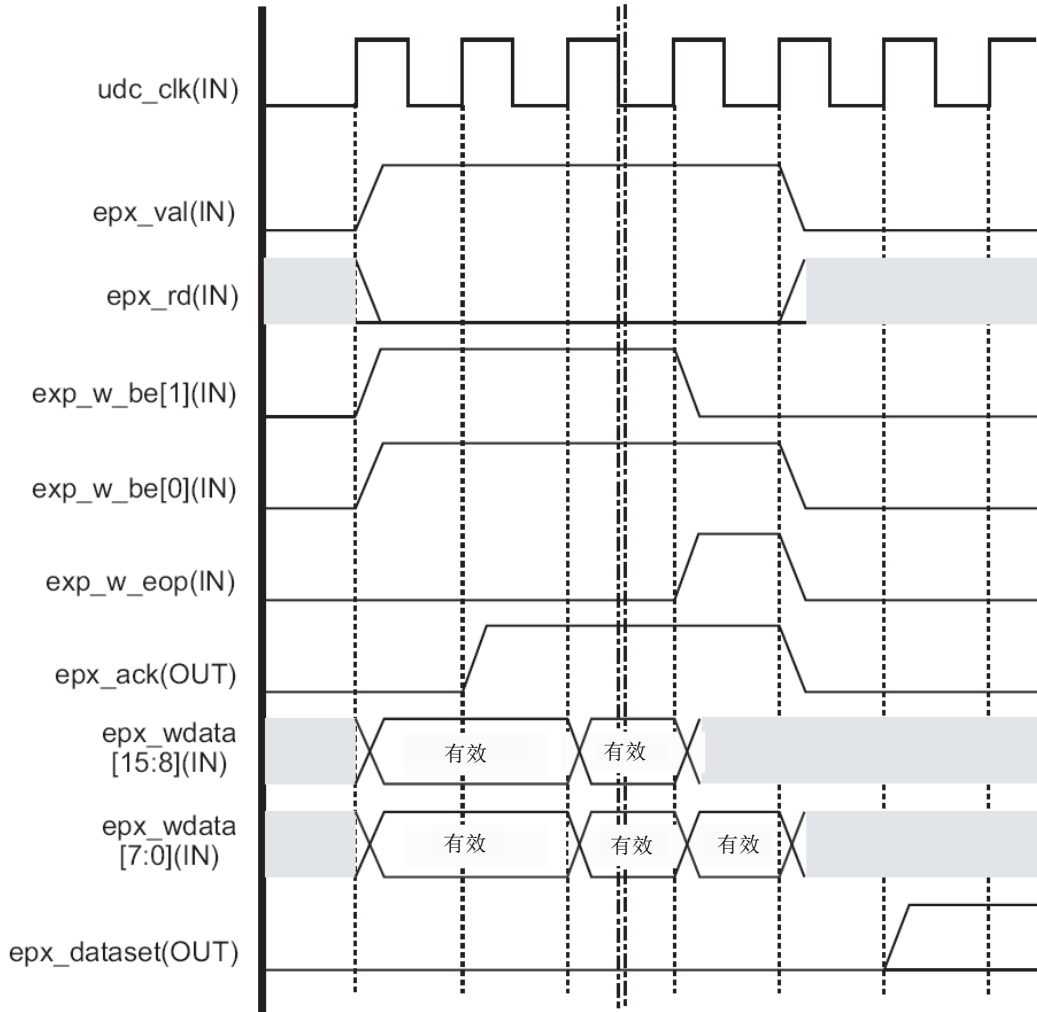 udc_clk(IN)
epx_val(IN)
epx_rd(IN)
exp_w_be[1](IN)
exp_w_be[0](IN)
exp_w_eop(IN)
epx_ack(OUT)
epx_wdata
[15:8](IN)
有效 有效
epx_wdata
[7:0](IN)
有效 有效 有效
epx_dataset(OUT)